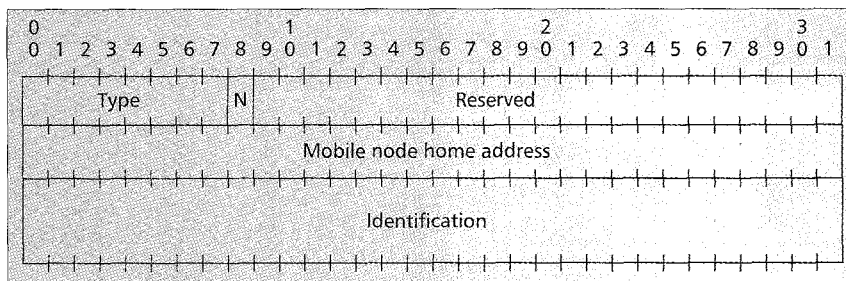 0 1 2 3
0 1 2 3 4 5 6 7 8 9 0 1 2 3 4 5 6 7 8 9 0 1 2 3 4 5 6 7 8 9 0 1
Type N Reserved
Mobile node home address
Identification